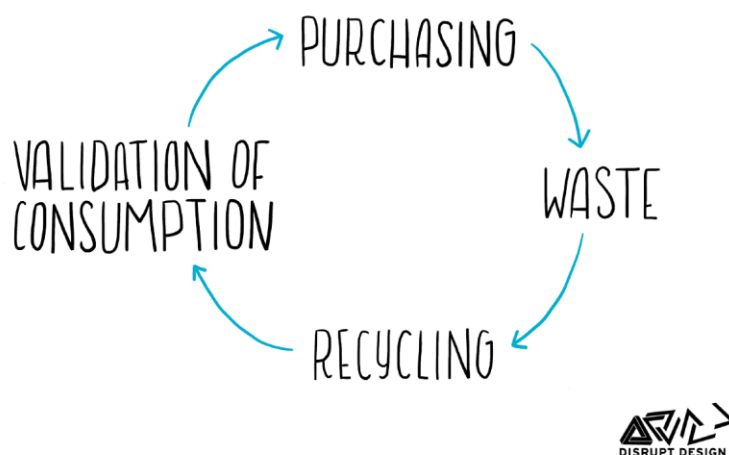 PURCHASING
WASTE
RECYCLING
VALIDATION OF
CONSUMPTION
DISRUPT DESIGN